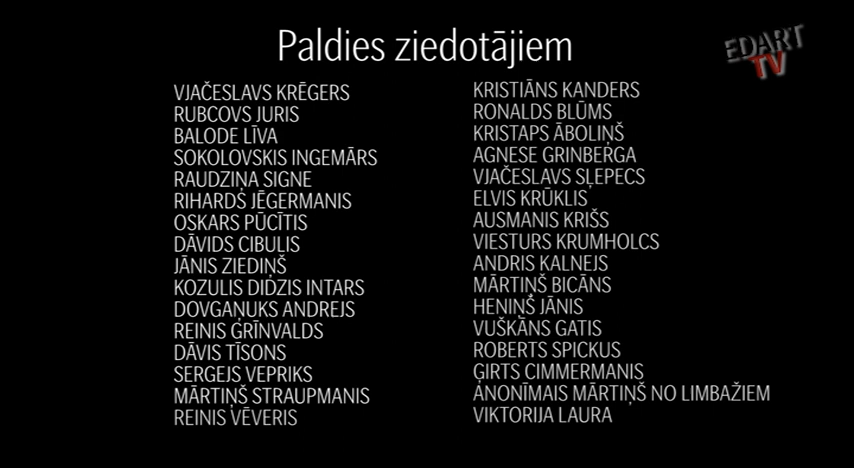 Paldies ziedotājiem
EDART
TV
VJAČESLAVS KRĒGERS
RUBCOVS JURIS
BALODE LĪVA
SOKOLOVSKIS INGEMĀRS
RAUDZIŅA SIGNE
RIHARDS JĒGERMANIS
OSKARS PŪCĪTIS
DĀVIDS CIBULIS
JĀNIS ZIEDIŅŠ
KOZULIS DIDZIS INTARS
DOVGAŅUKS ANDREJS
REINIS GRĪNVALDS
DĀVIS TĪSONS
SERGEJS VEPRIKS
MĀRTIŅŠ STRAUPMANIS
REINIS VĒVERIS
KRISTIĀNS KANDERS
RONALDS BLŪMS
KRISTAPS ĀBOLIŅŠ
AGNESE GRINBERGA
VJAČESLAVS SĻEPECS
ELVIS KRŪKLIS
AUSMANIS KRIŠS
VIESTURS KRUMHOLCS
ANDRIS KALNEJS
MĀRTIŅŠ BICĀNS
HENIŅŠ JĀNIS
VUŠKĀNS GATIS
ROBERTS SPICKUS
ĢIRTS CIMMERMANIS
ANONĪMAIS MĀRTIŅŠ NO LIMBAŽIEM
VIKTORIJA LAURA